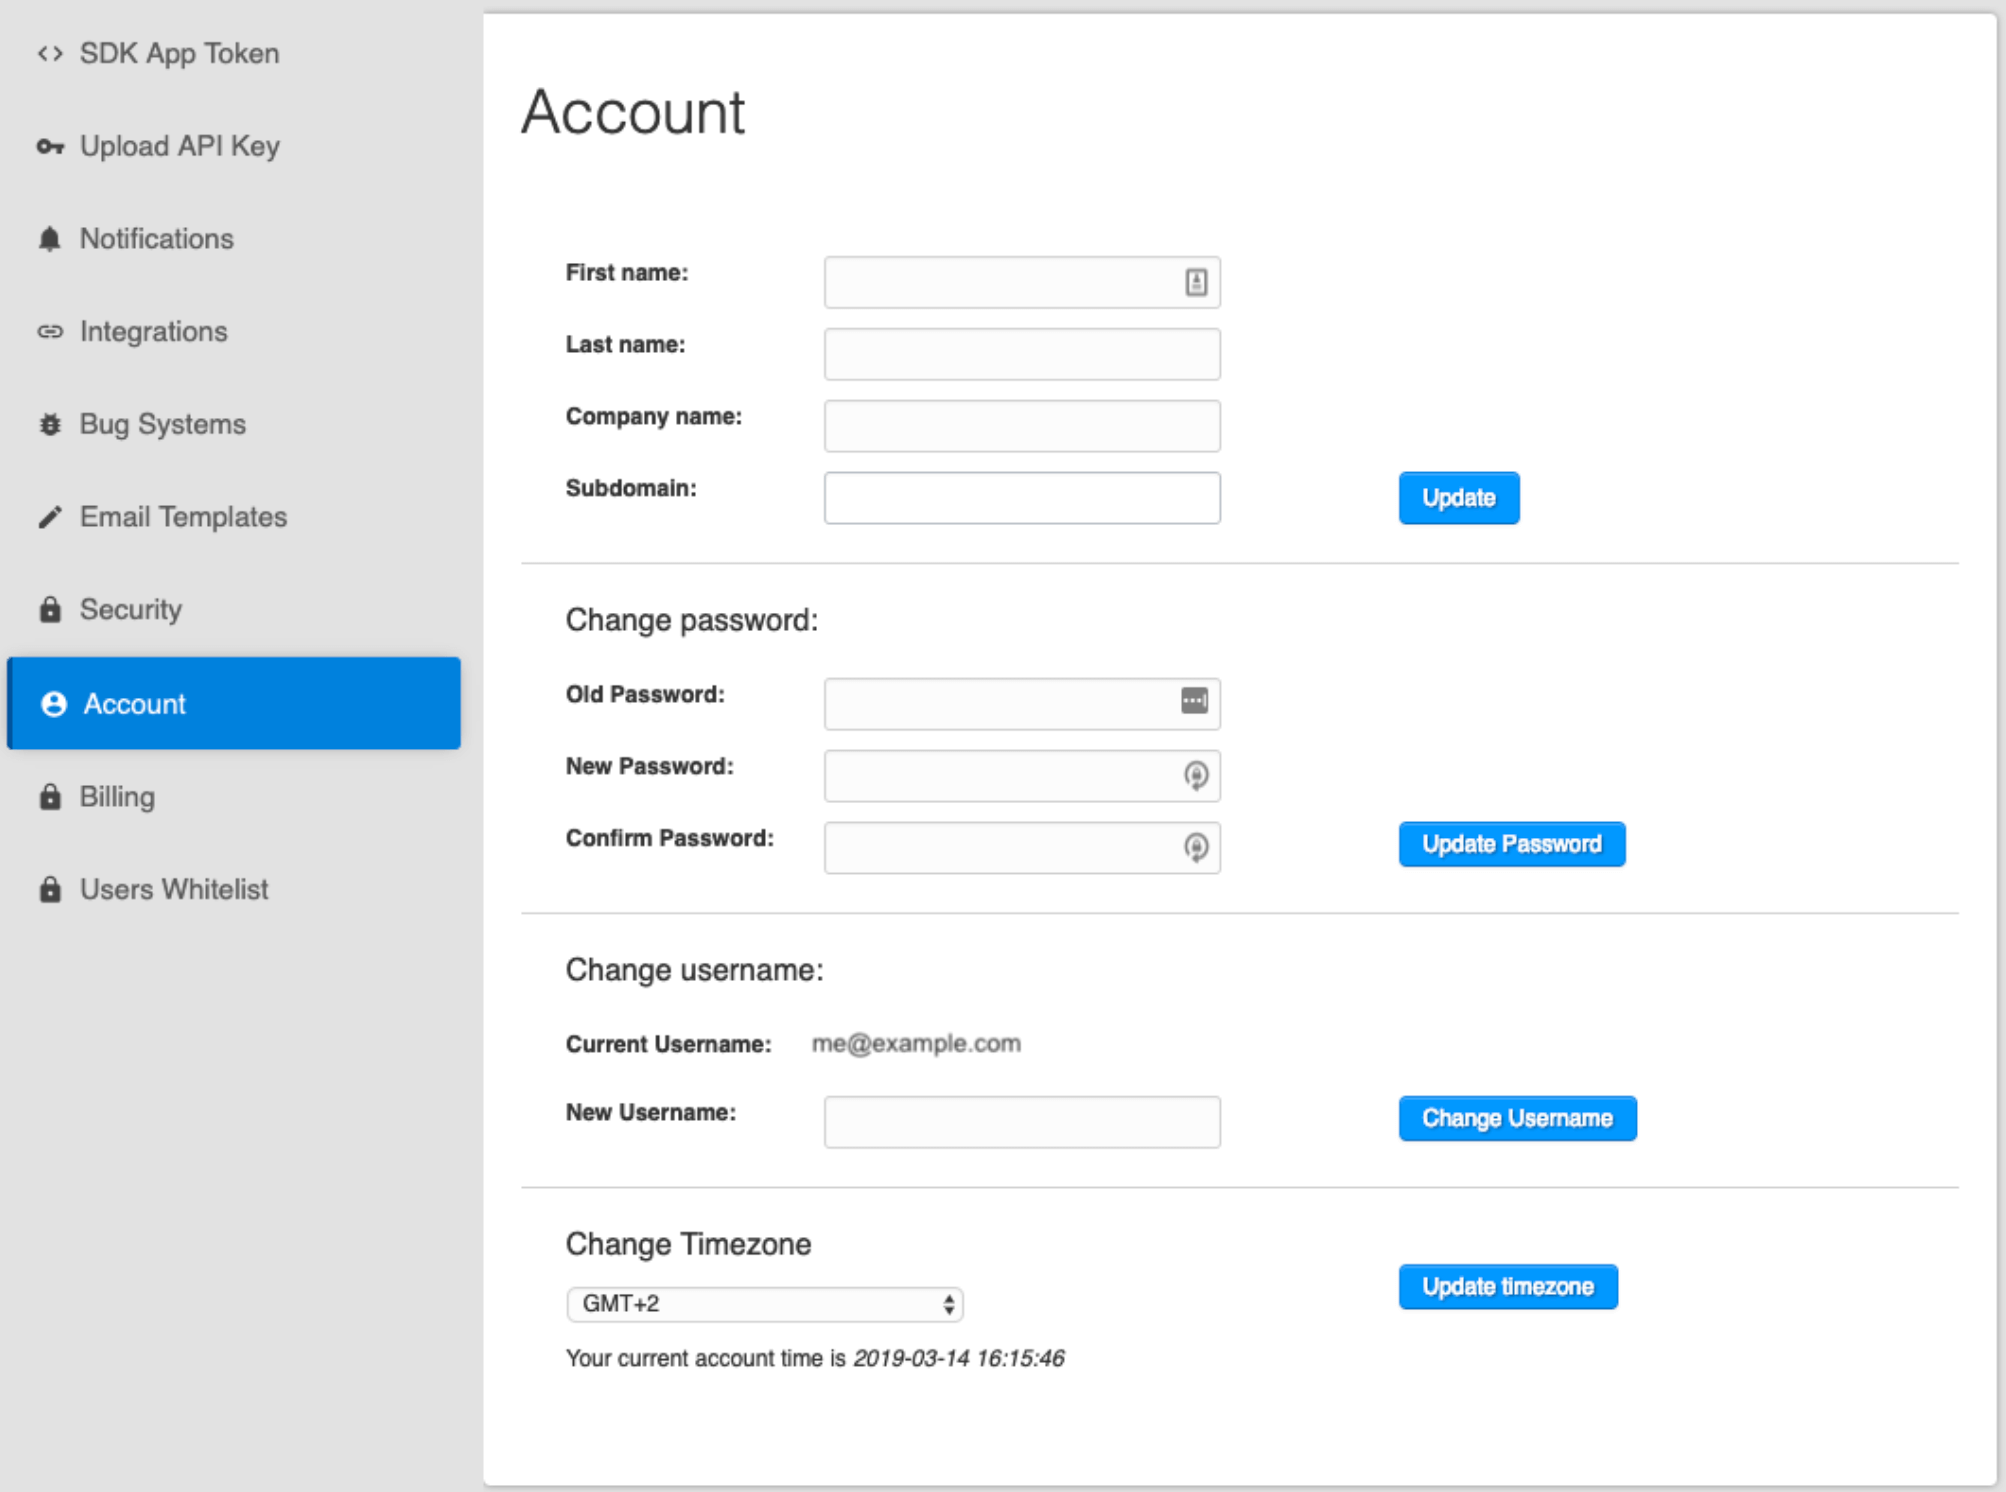 SDK App Token
Upload API Key
Notifications
Integrations
Bug Systems
Email Templates
Security
Account
Billing
Users Whitelist
Account
First name:
Last name:
Company name:
Subdomain:
Update
Change password:
Old Password:
New Password:
Confirm Password:
Update Password
Change username:
Current Username: me@example.com
New Username:
Change Username
Change Timezone
GMT+2
Update timezone
Your current account time is 2019-03-14 16:15:46